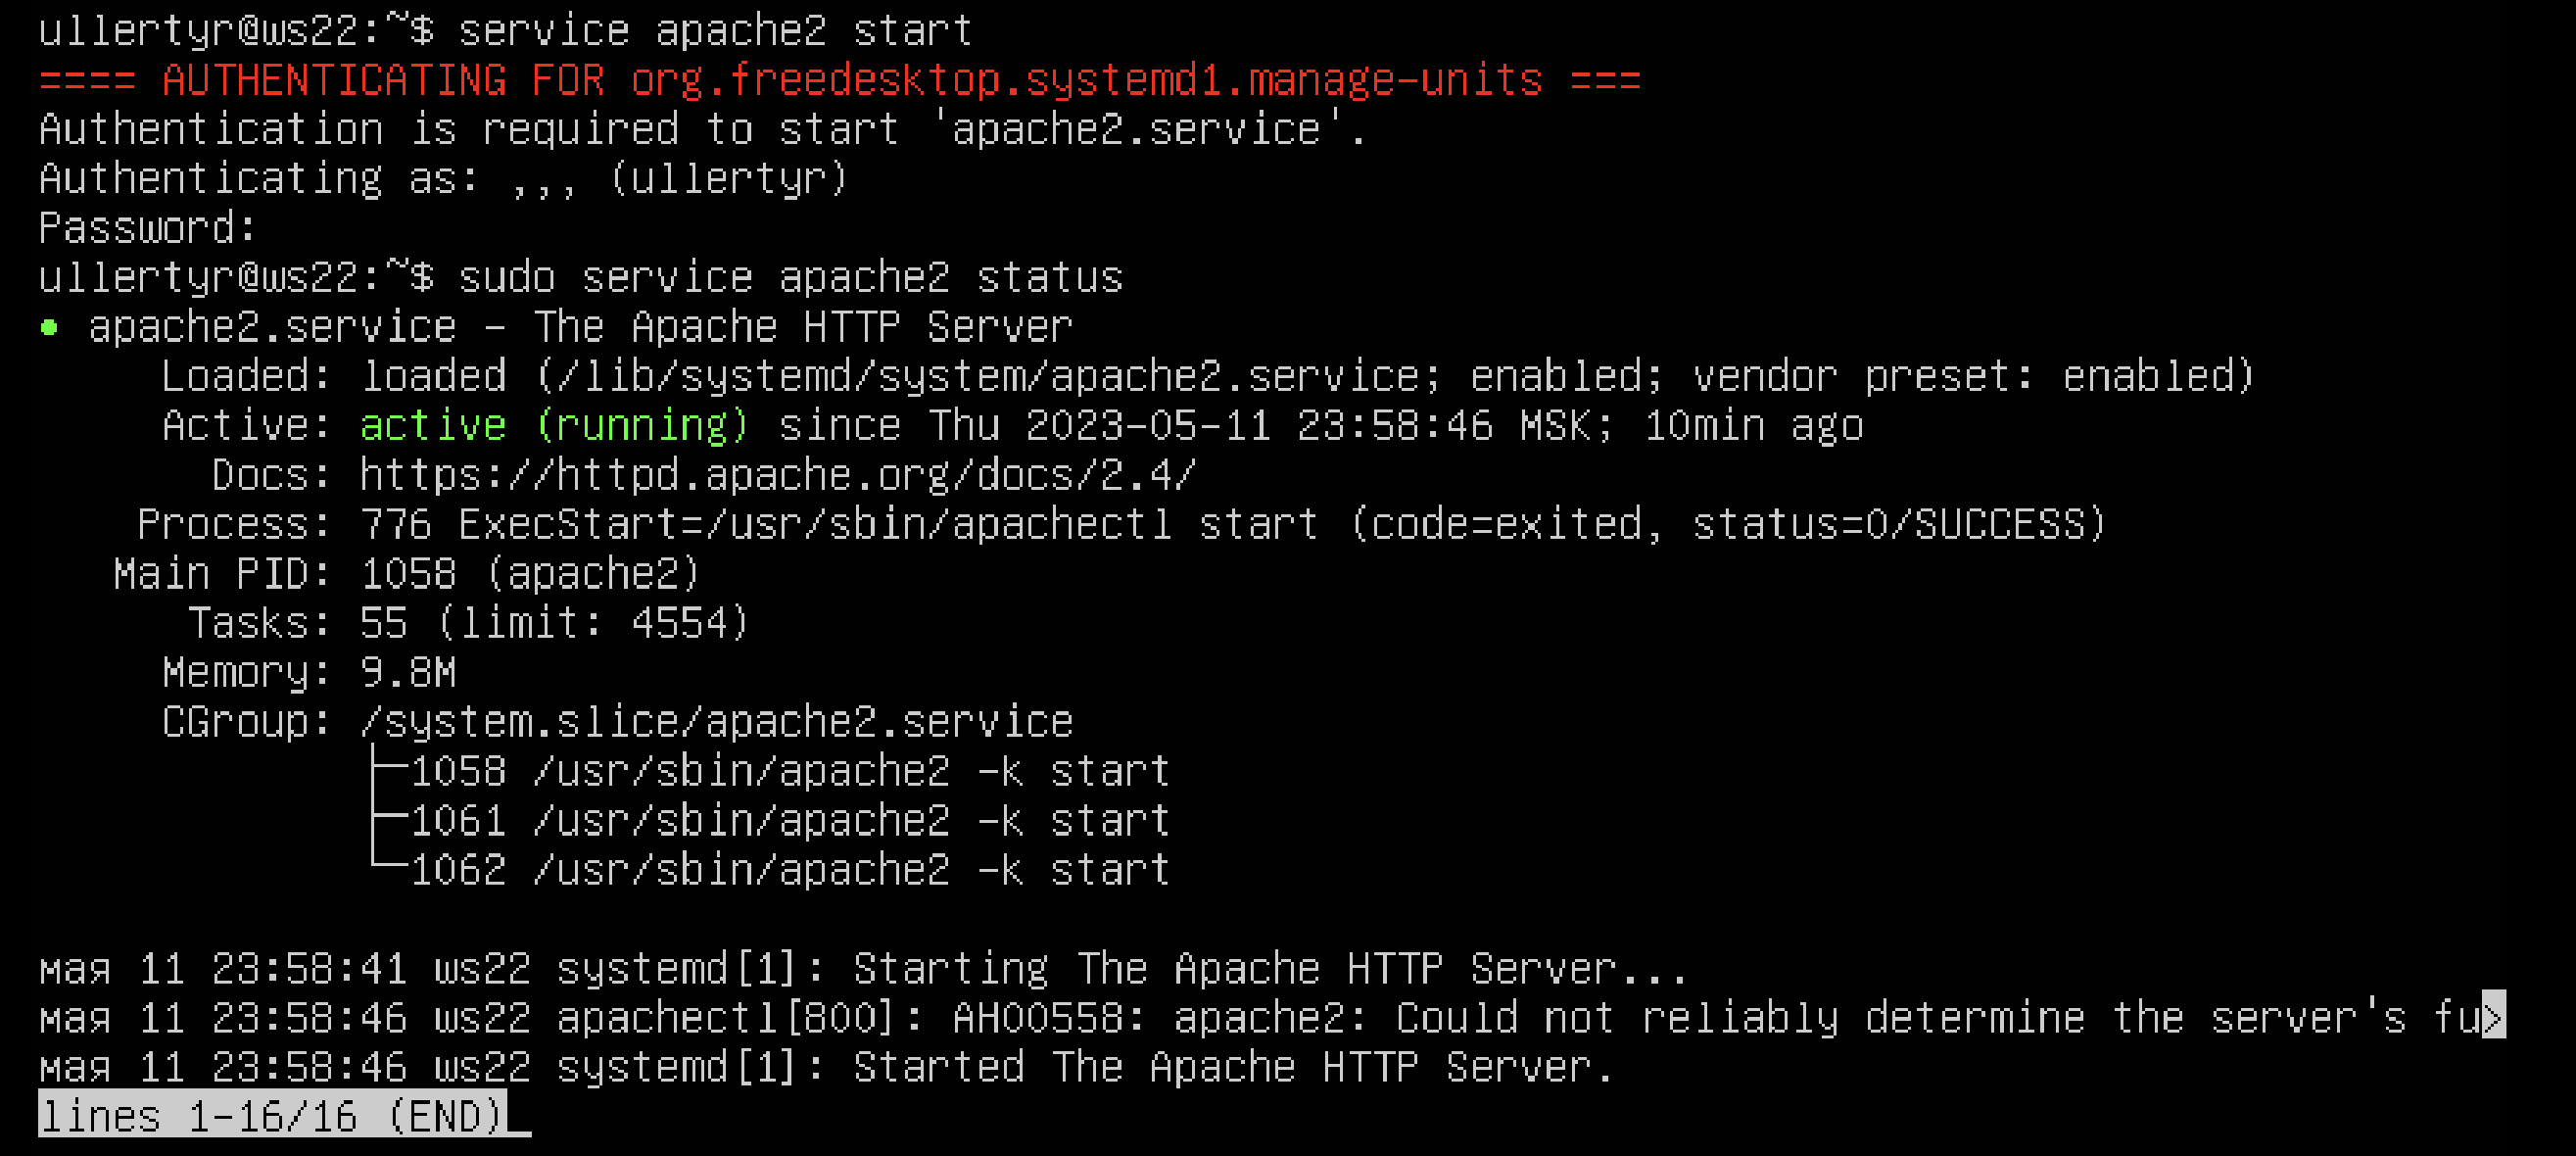 ullertyr@ws22:~$ service apache2 start
==== AUTHENTICATING FOR org.freedesktop.systemd1.manage-units ===
Authentication is required to start 'apache2.service'.
Authenticating as: ,,, (ullertyr)
Password:
ullertyr@ws22:~$ sudo service apache2 status
● apache2.service - The Apache HTTP Server
Loaded: loaded (/lib/systemd/system/apache2.service; enabled; vendor preset: enabled)
Active: active (running) since Thu 2023-05-11 23:58:46 MSK; 10min ago
Docs: https://httpd.apache.org/docs/2.4/
Process: 776 ExecStart=/usr/sbin/apachectl start (code=exited, status=0/SUCCESS)
Main PID: 1058 (apache2)
Tasks: 55 (limit: 4554)
Memory: 9.8M
CGroup: /system.slice/apache2.service
├─1058 /usr/sbin/apache2 -k start
├─1061 /usr/sbin/apache2 -k start
└─1062 /usr/sbin/apache2 -k start
мая 11 23:58:41 ws22 systemd[1]: Starting The Apache HTTP Server...
мая 11 23:58:46 ws22 apachectl[800]: AH00558: apache2: Could not reliably determine the server's fu>
мая 11 23:58:46 ws22 systemd[1]: Started The Apache HTTP Server.
lines 1-16/16 (END)